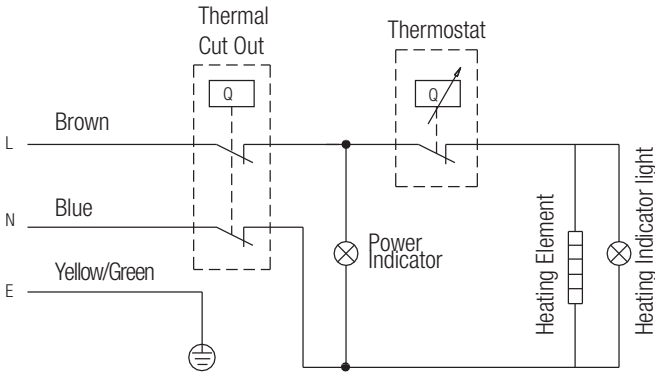 Thermal
Cut Out
Thermostat
Q
Q
L
Brown
N
Blue
E
Yellow/Green
Power
Indicator
Heating Element
Heating Indicator light